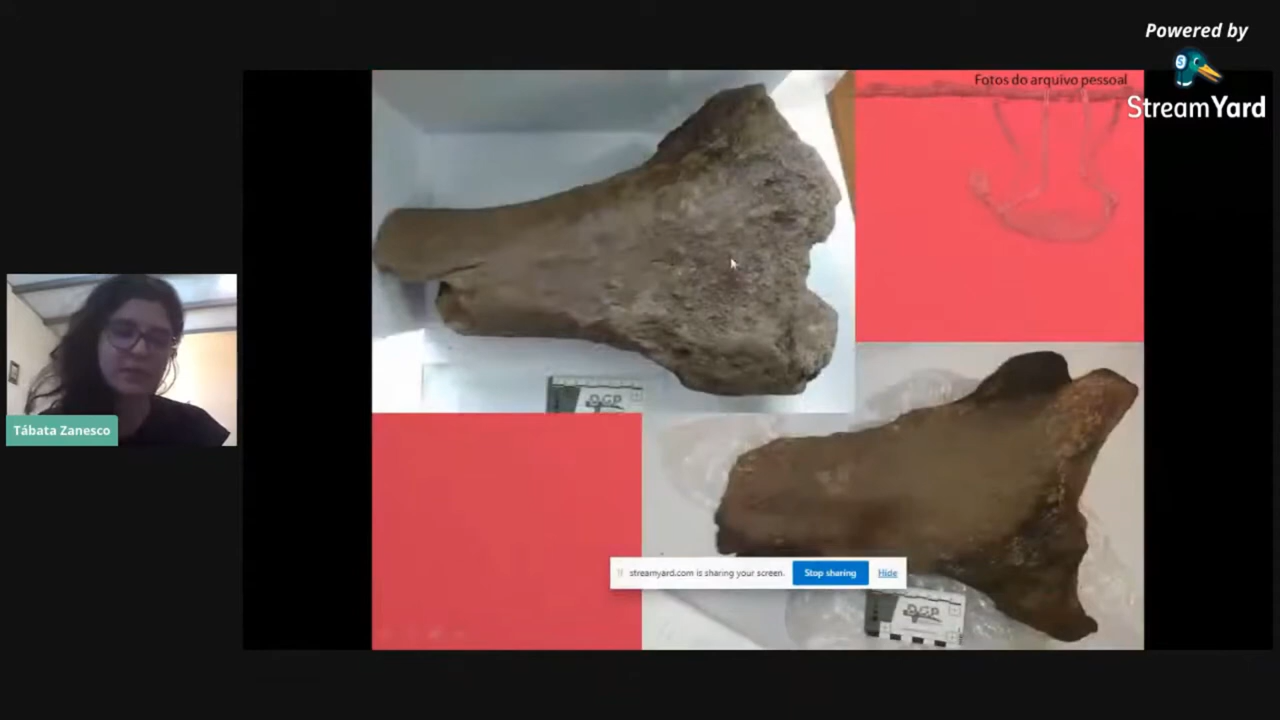 Powered by
StreamYard
Fotos do arquivo pessoal
Tábata Zanesco
streamyard.com is sharing your screen.
Stop sharing
Hide